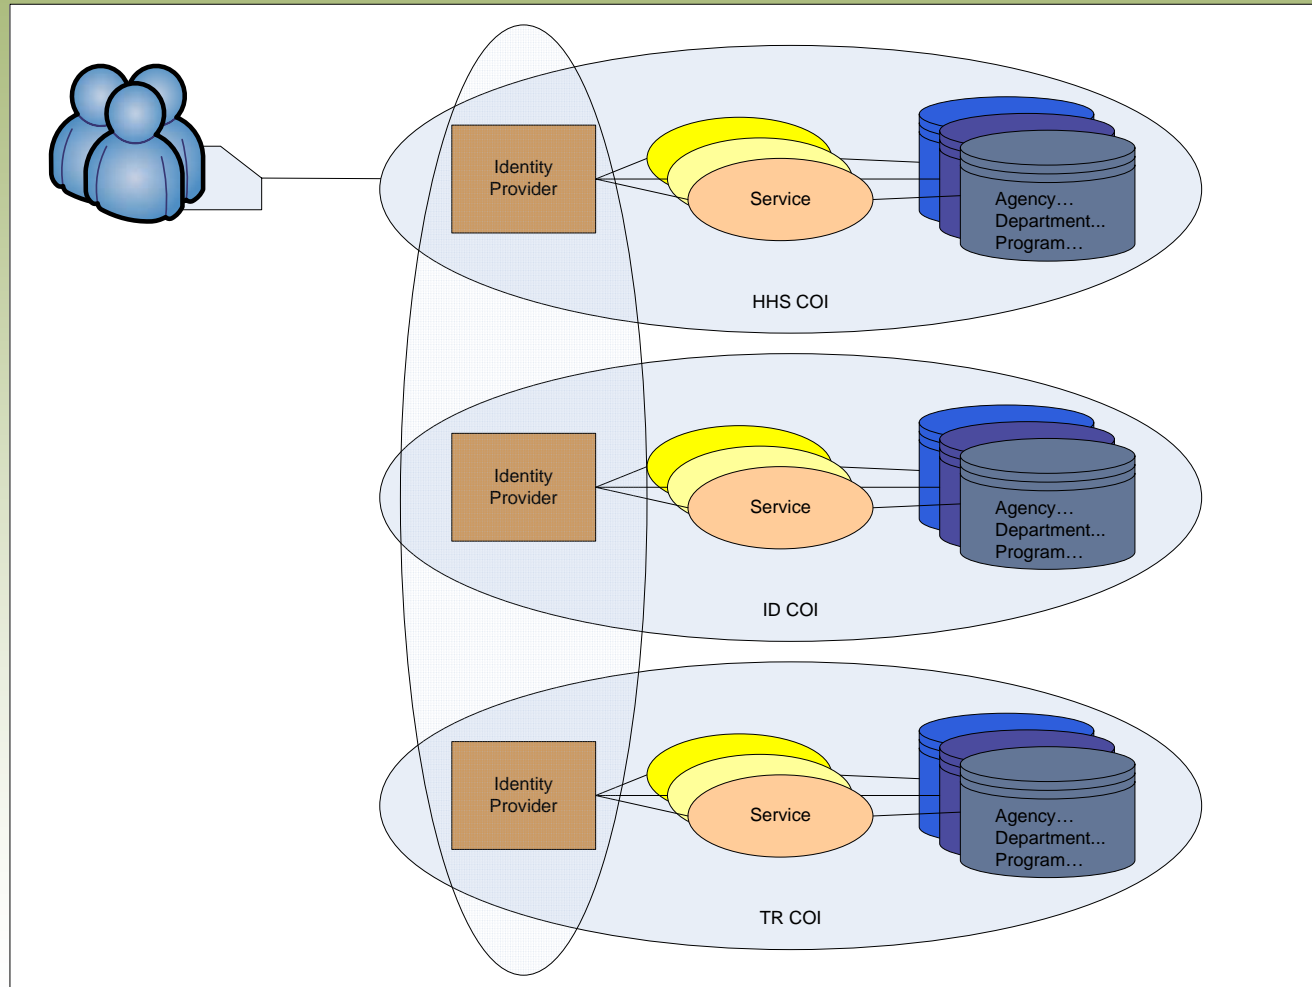 Identity
Provider
Service
Agency…
Department...
Program…
HHS COI
Identity
Provider
Service
Agency…
Department...
Program…
ID COI
Identity
Provider
Service
Agency…
Department...
Program…
TR COI